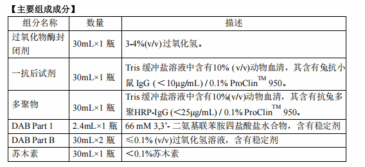 【主要组成成分】
组分名称 数量 描述
过氧化物酶封闭剂 30mL×1 瓶 3-4%(v/v)过氧化氢。
一抗后试剂 30mL×1 瓶 Tris 缓冲盐溶液中含有10% (v/v)动物血清，其含有兔抗小
鼠 IgG (＜10μg/mL) / 0.1% ProClin™ 950。
多聚物 30mL×1 瓶 Tris 缓冲盐溶液中含有10%(v/v)动物血清，其含有抗兔多
聚HRP-IgG (<25μg/mL) / 0.1% ProClin™ 950.
DAB Part 1 2.4mL×1 瓶 66 mM 3,3'- 二氨基联苯胺四盐酸盐水合物，含有稳定剂
DAB Part B 30mL×2 瓶 ≤0.1% (v/v)过氧化氢溶液，含有稳定剂
苏木素 30mL×1 瓶 ＜0.1%苏木素